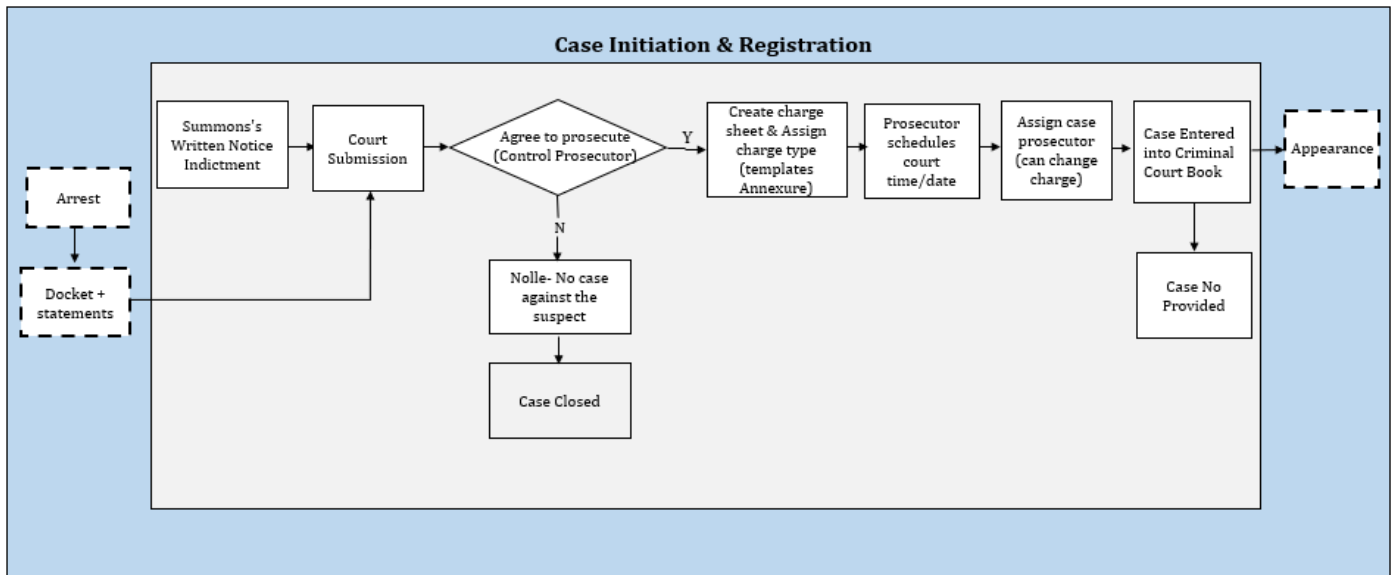 Case Initiation & Registration
Arrest
Docket +
statements
Summons's
Written Notice
Indictment
Court
Submission
Agree to prosecute
(Control Prosecutor)
Y
N
Nolle- No case
against the
suspect
Case Closed
Create charge
sheet & Assign
charge type
(templates
Annexure)
Prosecutor
schedules
court
time/date
Assign case
prosecutor
(can change
charge)
Case Entered
into Criminal
Court Book
Case No
Provided
Appearance